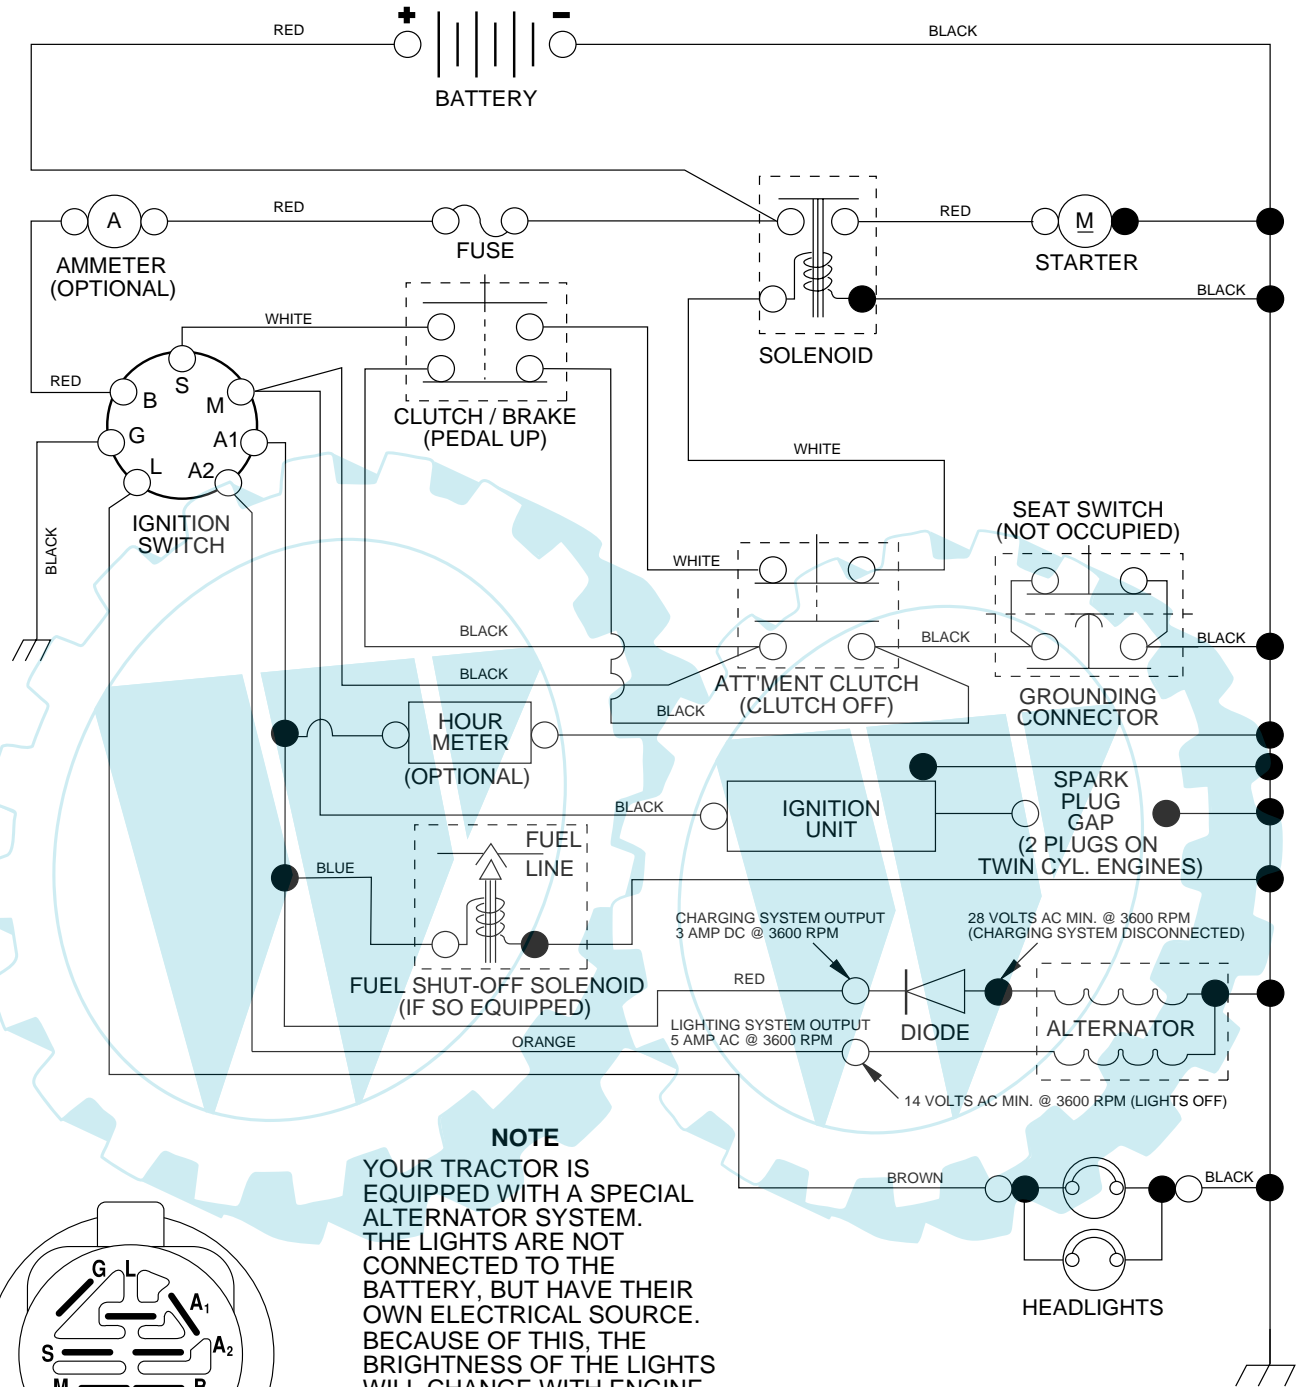 + -
RED
BLACK
BATTERY
RED
RED
A
M
FUSE
AMMETER
(OPTIONAL)
STARTER
BLACK
WHITE
SOLENOID
RED
S
B
M
G
A1
L
A2
CLUTCH / BRAKE
(PEDAL UP)
WHITE
IGNITION
SWITCH
BLACK
SEAT SWITCH
(NOT OCCUPIED)
WHITE
BLACK
BLACK
BLACK
BLACK
ATT'MENT CLUTCH
(CLUTCH OFF)
GROUNDING
CONNECTOR
BLACK
HOUR
METER
(OPTIONAL)
BLACK
IGNITION
UNIT
SPARK
PLUG
GAP
(2 PLUGS ON
TWIN CYL. ENGINES)
FUEL
LINE
BLUE
CHARGING SYSTEM OUTPUT
3 AMP DC @ 3600 RPM
28 VOLTS AC MIN. @ 3600 RPM
(CHARGING SYSTEM DISCONNECTED)
FUEL SHUT-OFF SOLENOID
(IF SO EQUIPPED)
RED
DIODE
ALTERNATOR
LIGHTING SYSTEM OUTPUT
5 AMP AC @ 3600 RPM
ORANGE
14 VOLTS AC MIN. @ 3600 RPM (LIGHTS OFF)
NOTE
YOUR TRACTOR IS
EQUIPPED WITH A SPECIAL
ALTERNATOR SYSTEM.
THE LIGHTS ARE NOT
CONNECTED TO THE
BATTERY, BUT HAVE THEIR
OWN ELECTRICAL SOURCE.
BECAUSE OF THIS, THE
BRIGHTNESS OF THE LIGHTS
WILL CHANGE WITH ENGINE
BROWN
BLACK
HEADLIGHTS
G L
A1
A2
S
M
B